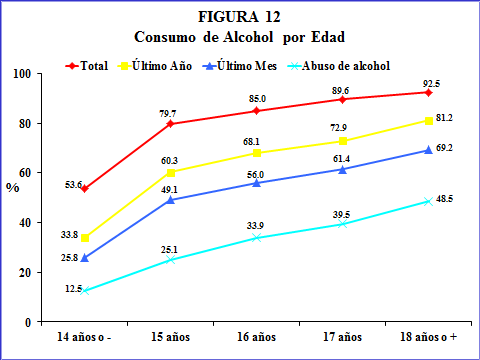 FIGURA 12
Consumo de Alcohol por Edad
Total Último Año Último Mes Abuso de alcohol
100
80
60
40
20
0
%
53.6 79.7 85.0 89.6 92.5
33.8 60.3 68.1 72.9 81.2
25.8 49.1 56.0 61.4 69.2
12.5 25.1 33.9 39.5 48.5
14 años o - 15 años 16 años 17 años 18 años o +